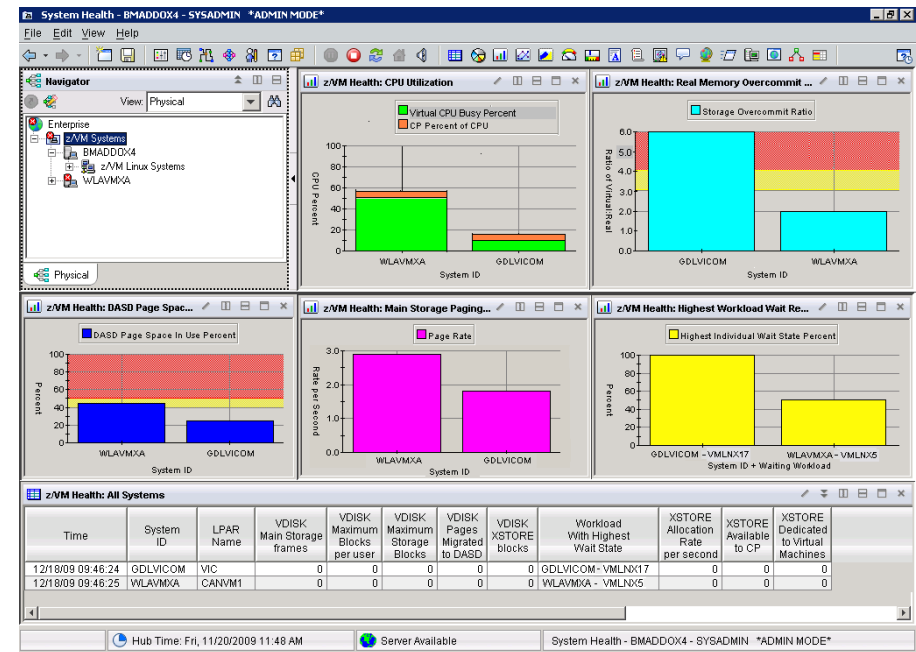 System Health - BMADDOX4 - SYSADMIN *ADMIN MODE*
File Edit View Help
Navigator
View: Physical
Enterprise
z/VM Systems
BMADDOX4
z/VM Linux Systems
WLAVMXA
Physical
z/VM Health: CPU Utilization
Virtual CPU Busy Percent
CP Percent of CPU
CPU Percent
100
80
60
40
20
0
WLAVMXA GDLVICOM
System ID
z/VM Health: Real Memory Overcommit ...
Storage Overcommit Ratio
Ratio of Virtual:Real
6.0
5.0
4.0
3.0
2.0
1.0
0.0
GDLVICOM WLAVMXA
System ID
z/VM Health: DASD Page Spac...
DASD Page Space In Use Percent
Percent
100
80
60
40
20
0
WLAVMXA GDLVICOM
System ID
z/VM Health: Main Storage Paging...
Page Rate
Rate per Second
3.0
2.0
1.0
0.0
WLAVMXA GDLVICOM
System ID
z/VM Health: Highest Workload Wait Re...
Highest Individual Wait State Percent
Percent
100
80
60
40
20
0
GDLVICOM - VMLNX17 WLAVMXA - VMLNX5
System ID + Waiting Workload
z/VM Health: All Systems
Time System ID LPAR Name VDISK Main Storage frames VDISK Maximum Blocks per user VDISK Maximum Storage Blocks VDISK Pages Migrated to DASD VDISK XSTORE blocks Workload With Highest Wait State XSTORE Allocation Rate per second XSTORE Available to CP XSTORE Dedicated to Virtual Machines
12/18/09 09:46:24 GDLVICOM VIC 0 0 0 0 0 GDLVICOM- VMLNX17 0 0 0
12/18/09 09:46:25 WLAVMXA CANVM1 0 0 0 0 0 WLAVMXA - VMLNX5 0 0 0
Hub Time: Fri, 11/20/2009 11:48 AM
Server Available
System Health - BMADDOX4 - SYSADMIN *ADMIN MODE*